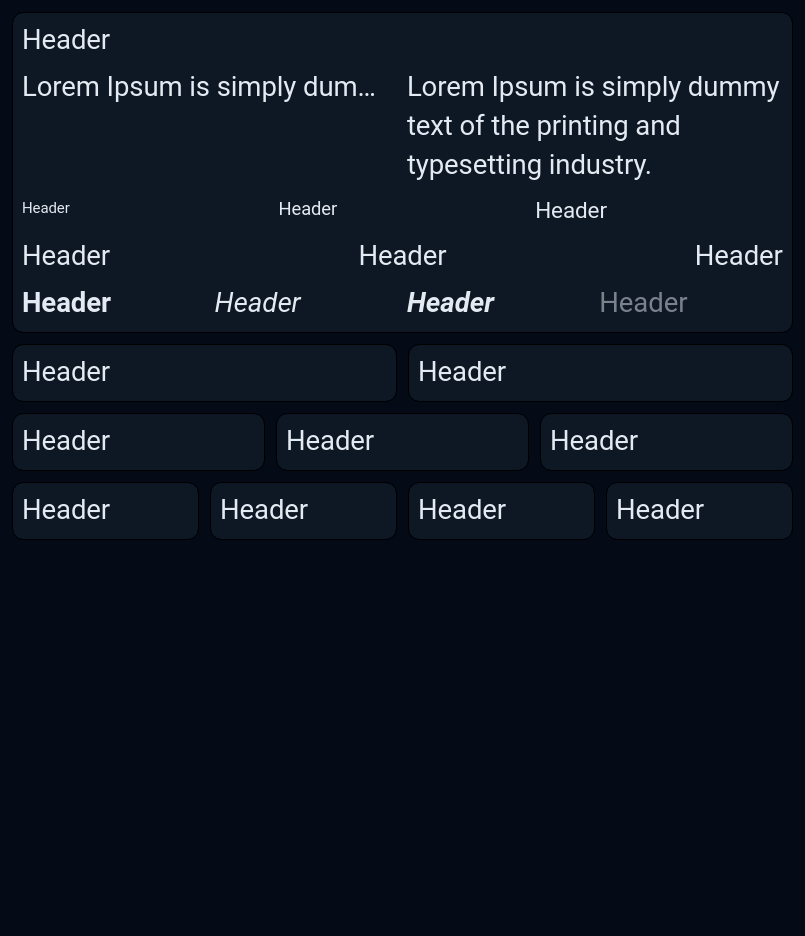 Header
Lorem Ipsum is simply dum...
Lorem Ipsum is simply dummy
text of the printing and
typesetting industry.
Header Header Header
Header Header Header
Header Header Header Header
Header Header
Header Header Header
Header Header Header Header